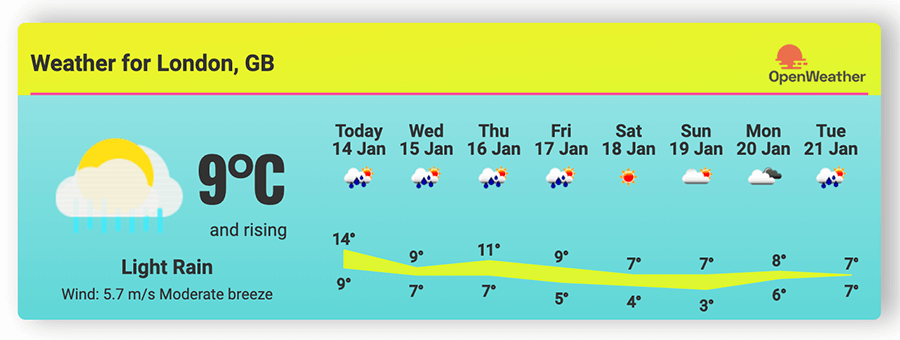 Weather for London, GB
OpenWeather
9°C
and rising
Light Rain
Wind: 5.7 m/s Moderate breeze
Today Wed Thu Fri Sat Sun Mon Tue
14 Jan 15 Jan 16 Jan 17 Jan 18 Jan 19 Jan 20 Jan 21 Jan
14° 9° 11° 9° 7° 7° 8° 7°
9° 7° 7° 5° 4° 3° 6° 7°